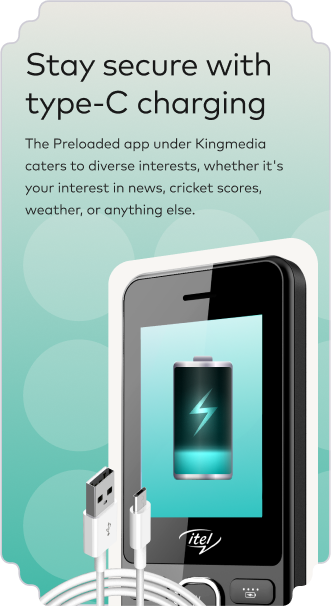 Stay secure with
type-C charging
The Preloaded app under Kingmedia
caters to diverse interests, whether it's
your interest in news, cricket scores,
weather, or anything else.
itel